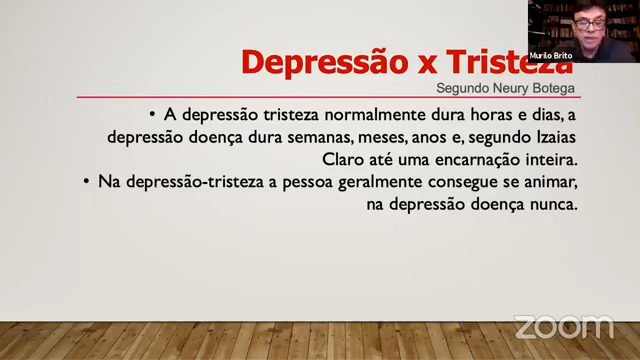 Murilo Brito
Depressão x Tristeza
Segundo Neury Botega
• A depressão tristeza normalmente dura horas e dias, a
depressão doença dura semanas, meses, anos e, segundo Izaias
Claro até uma encarnação inteira.
• Na depressão-tristeza a pessoa geralmente consegue se animar,
na depressão doença nunca.
zoom